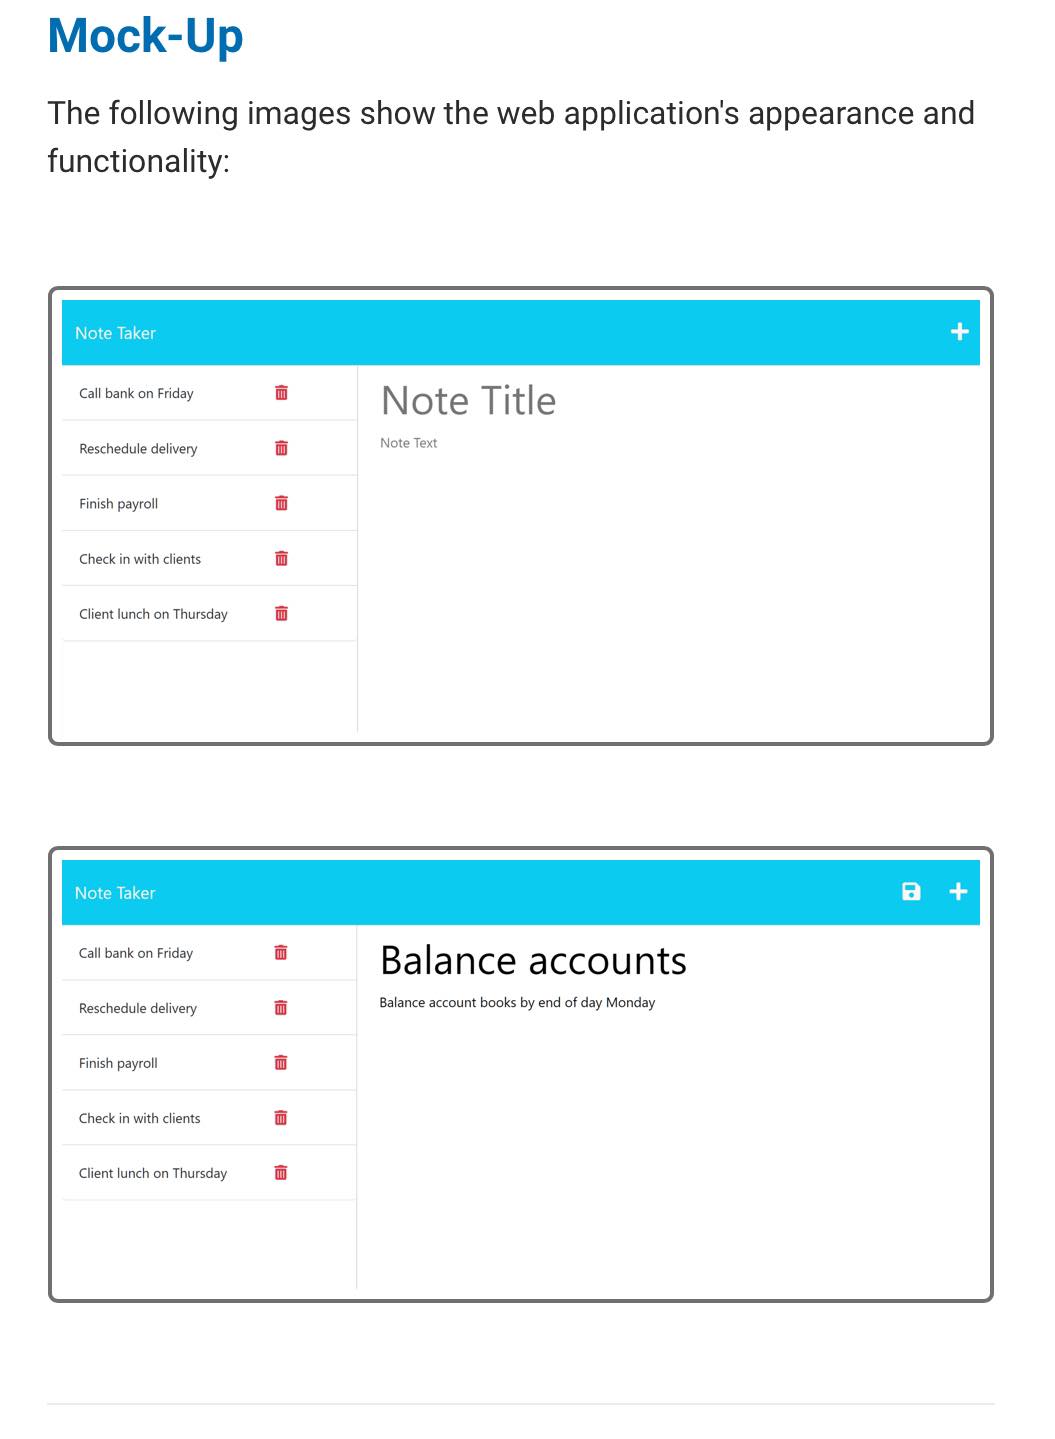 Mock-Up
The following images show the web application's appearance and
functionality:
Note Taker
Call bank on Friday
Reschedule delivery
Finish payroll
Check in with clients
Client lunch on Thursday
Note Title
Note Text
Note Taker
Call bank on Friday
Reschedule delivery
Finish payroll
Check in with clients
Client lunch on Thursday
Balance accounts
Balance account books by end of day Monday